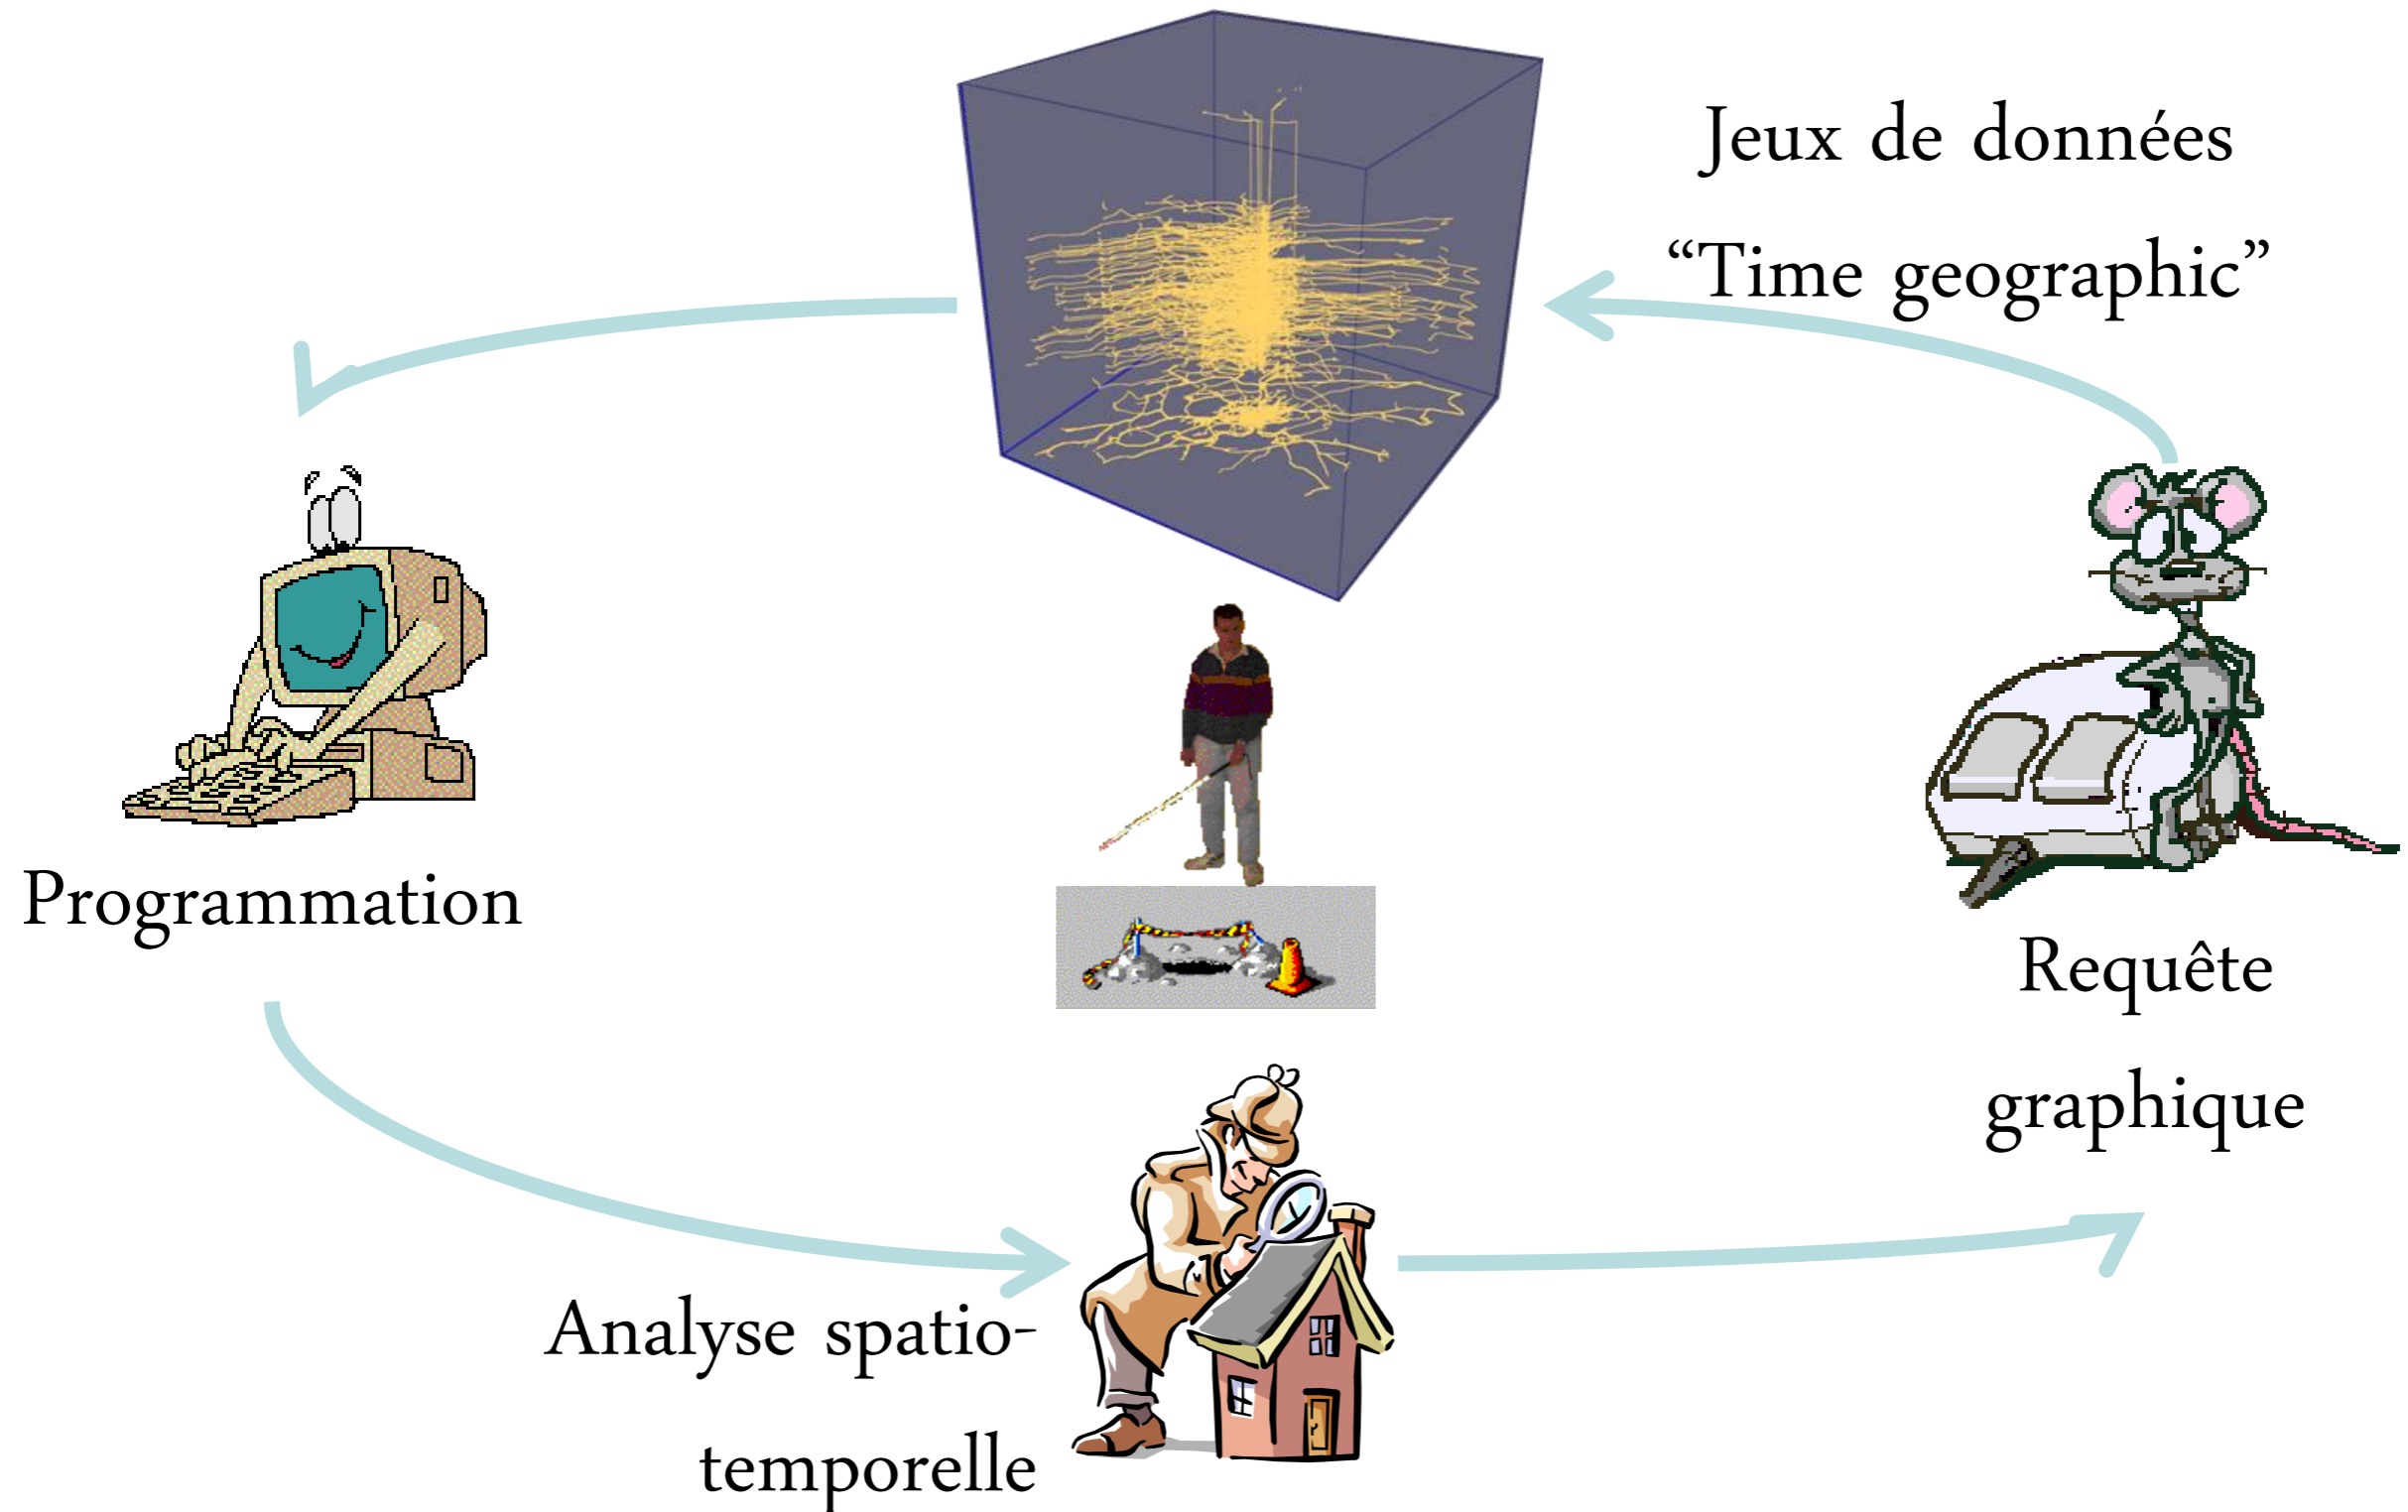 Jeux de données
“Time geographic”
Programmation
Requête
graphique
Analyse spatio-
temporelle